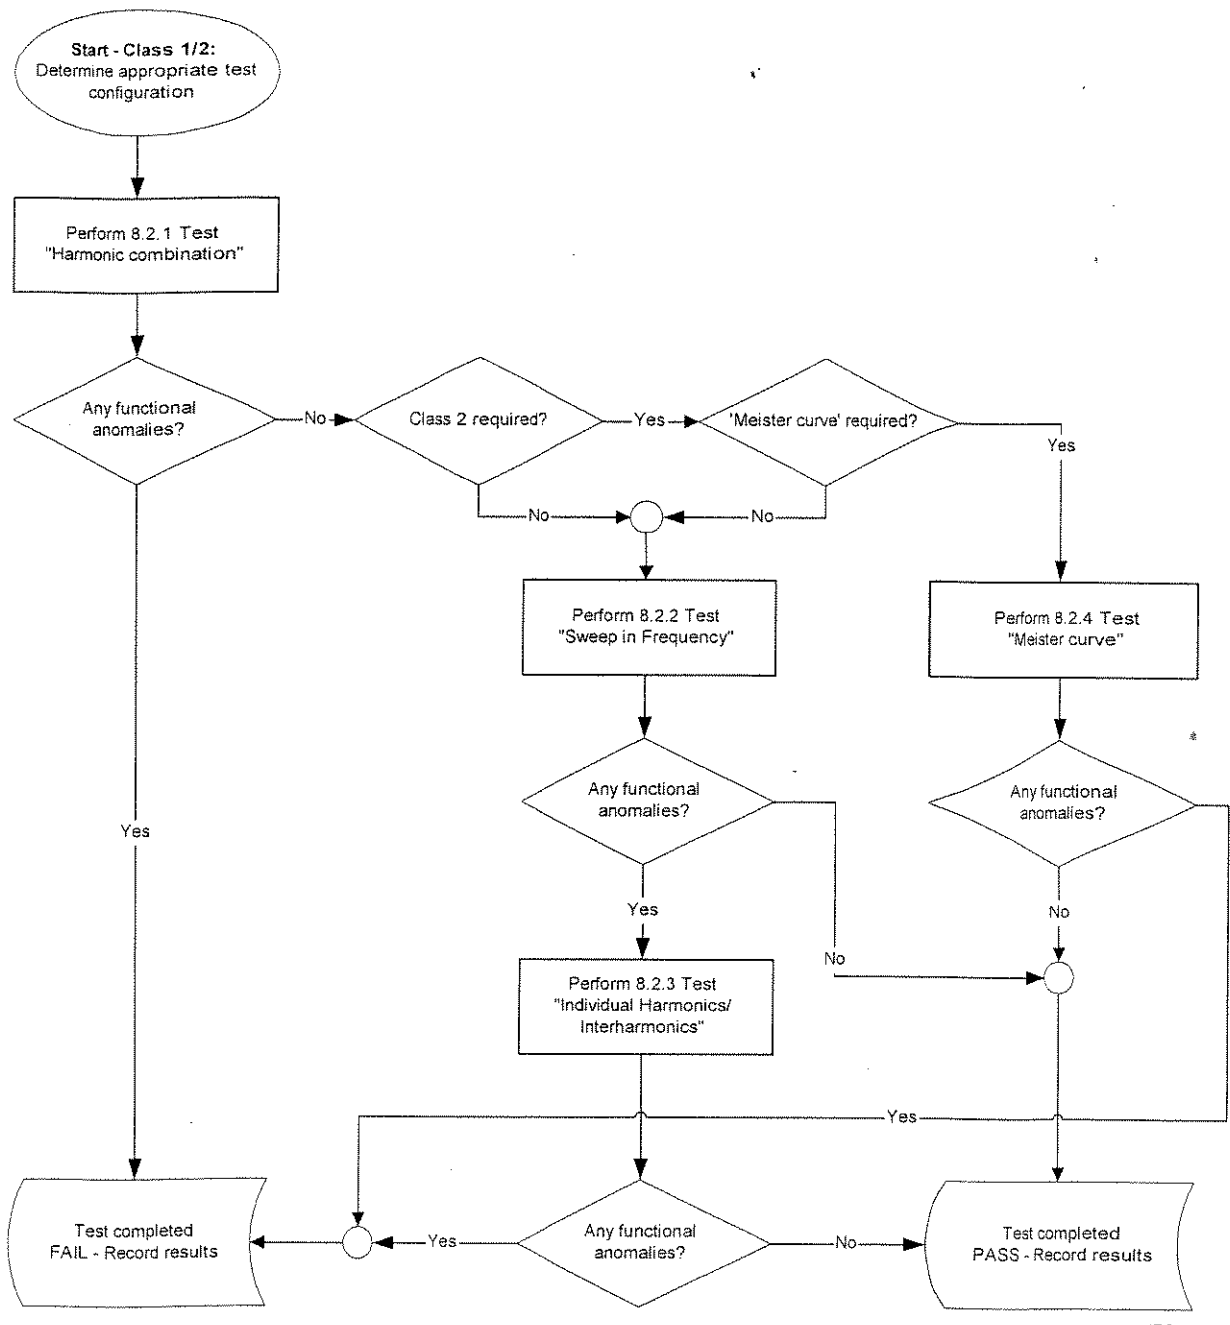 Start - Class 1/2:
Determine appropriate test
configuration
Perform 8.2.1 Test
"Harmonic combination"
Any functional
anomalies?
No
Class 2 required?
Yes
'Meister curve' required?
Yes
No
No
Perform 8.2.2 Test
"Sweep in Frequency"
Perform 8.2.4 Test
"Meister curve"
Any functional
anomalies?
Any functional
anomalies?
Yes
Yes
No
No
Perform 8.2.3 Test
"Individual Harmonics/
Interharmonics"
Yes
Test completed
FAIL - Record results
Yes
Any functional
anomalies?
No
Test completed
PASS - Record results